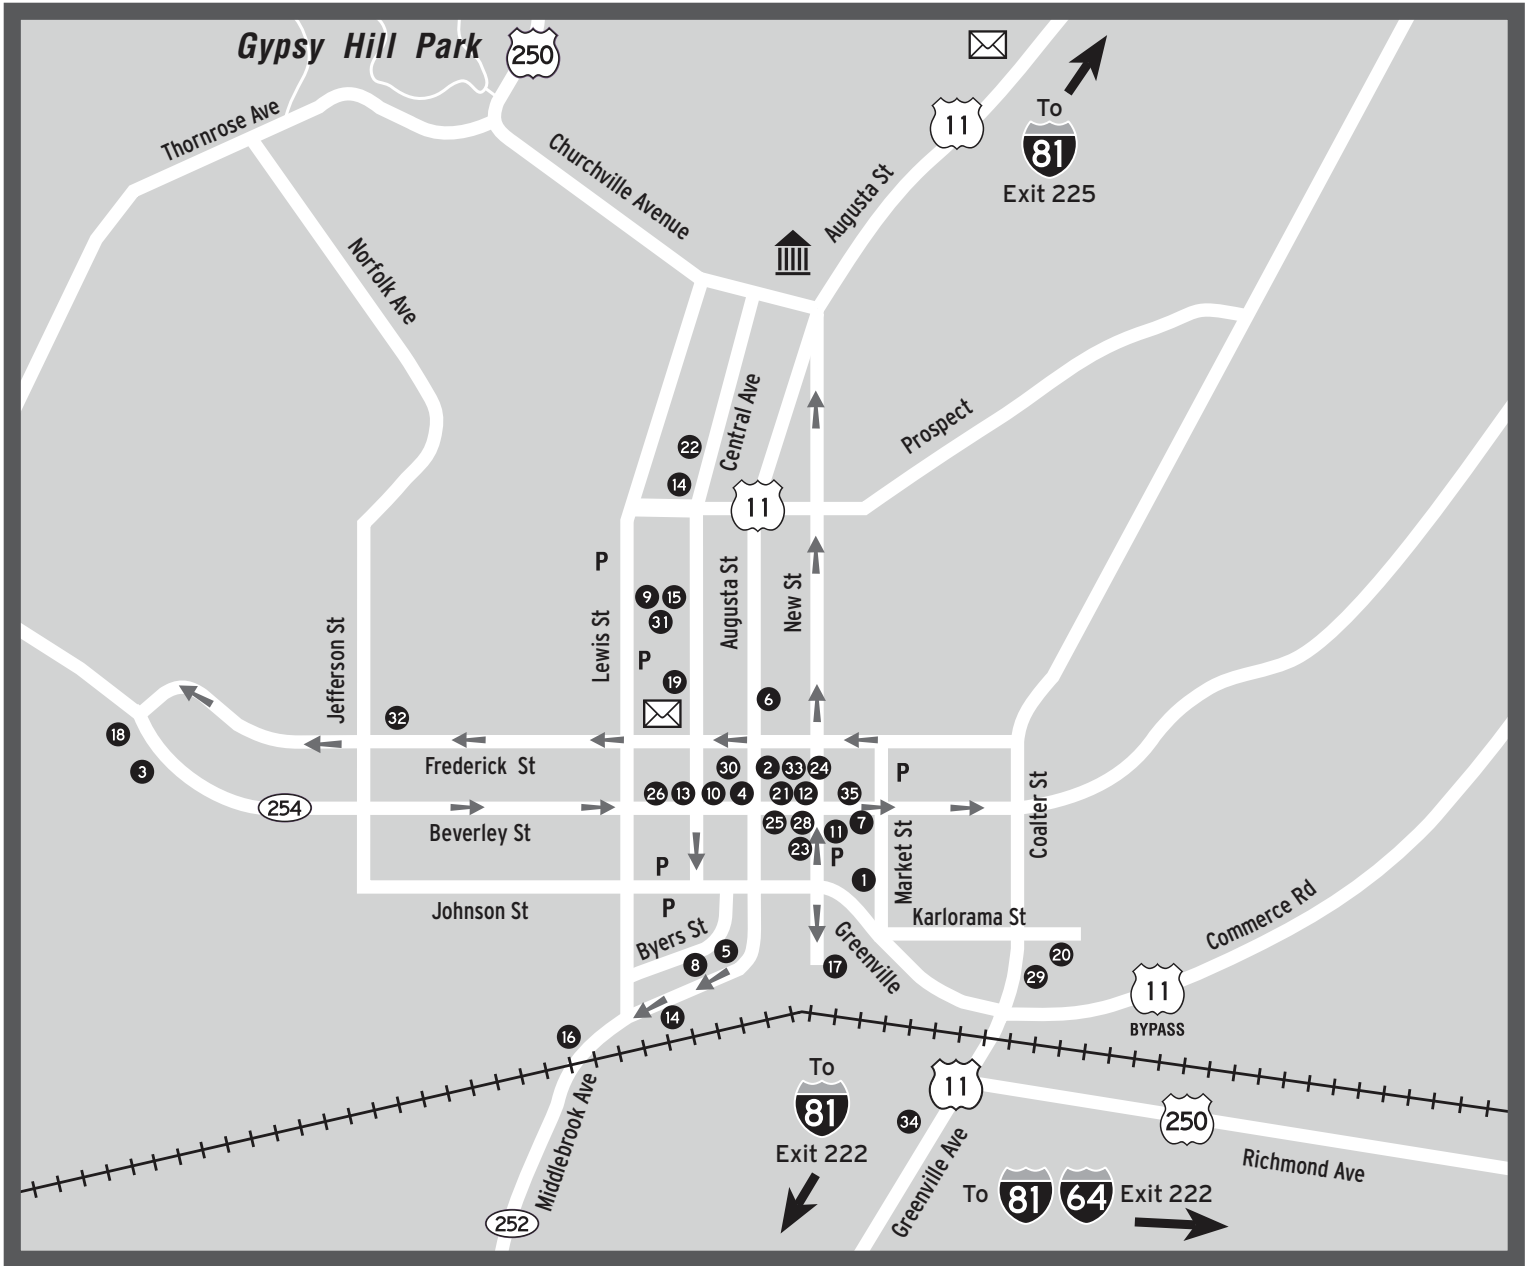 Gypsy Hill Park
250
Thornrose Ave
Churchville Avenue
11
To
81
Exit 225
Augusta St
Norfolk Ave
Central Ave
Prospect
22
14
11
P
9
15
31
Augusta St
New St
Lewis St
Jefferson St
P
19
6
32
18
3
Frederick St
30
2
33
24
P
254
26
13
10
4
21
12
35
Beverley St
25
28
11
7
23
P
Market St
Coalter St
P
1
Johnson St
P
Karlorama St
Byers St
5
8
Greenville
17
20
29
Commerce Rd
11
BYPASS
14
16
To
81
Exit 222
11
34
250
Middlebrook Ave
Greenville Ave
Richmond Ave
To
81
64
Exit 222
252